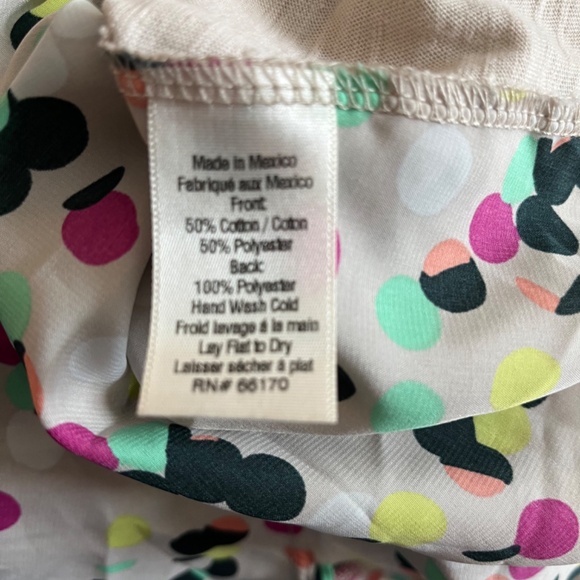 Made in Mexico
Fabriqué aux Mexico
Front:
50% Cotton / Coton
50% Polyester
Back:
100% Polyester
Hand Wash Cold
Froid lavage á la main
Lay Flat to Dry
Laisser sécher á plat
RN# 66170